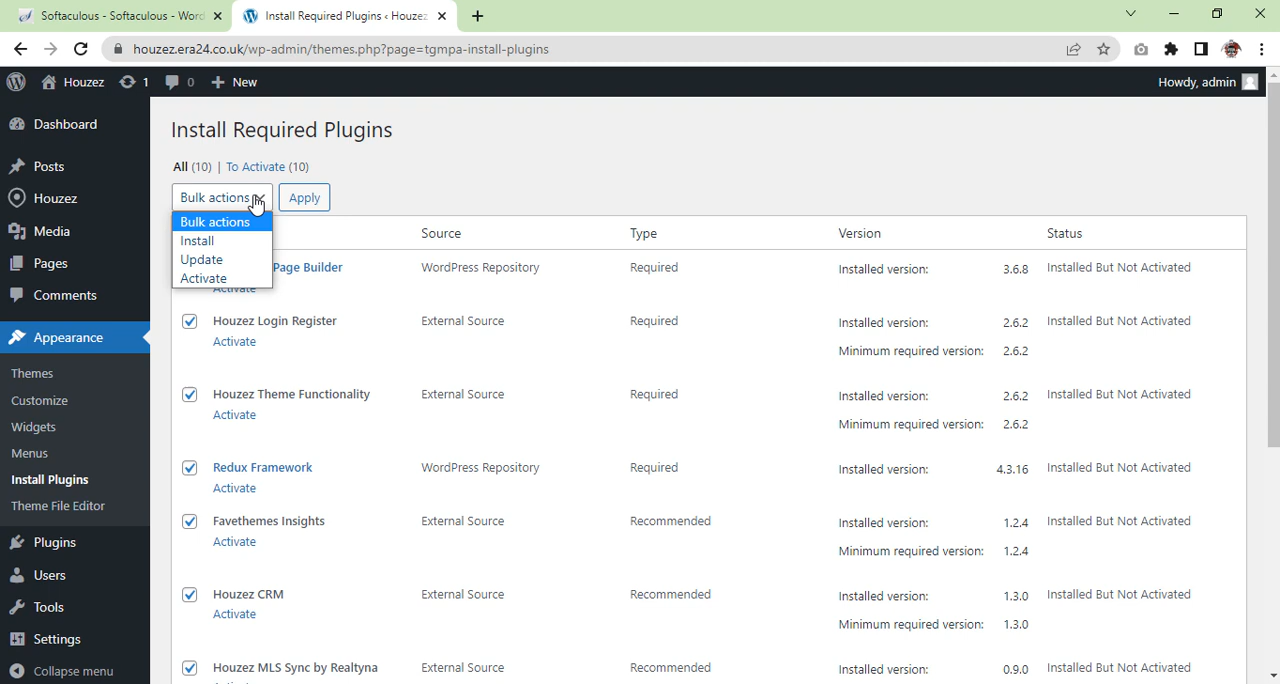 Softaculous - Softaculous - Word
Install Required Plugins ‹ Houzez
houzez.era24.co.uk/wp-admin/themes.php?page=tgmpa-install-plugins
Houzez 1 0 New
Howdy, admin
Dashboard
Posts
Houzez
Media
Pages
Comments
Appearance
Themes
Customize
Widgets
Menus
Install Plugins
Theme File Editor
Plugins
Users
Tools
Settings
Collapse menu
Install Required Plugins
All (10) | To Activate (10)
Bulk actions Apply
Bulk actions
Install
Update
Activate
Source Type Version Status
Page Builder WordPress Repository Required Installed version: 3.6.8 Installed But Not Activated
Activate
Houzez Login Register External Source Required Installed version: 2.6.2 Installed But Not Activated
Activate Minimum required version: 2.6.2
Houzez Theme Functionality External Source Required Installed version: 2.6.2 Installed But Not Activated
Activate Minimum required version: 2.6.2
Redux Framework WordPress Repository Required Installed version: 4.3.16 Installed But Not Activated
Activate
Favethemes Insights External Source Recommended Installed version: 1.2.4 Installed But Not Activated
Activate Minimum required version: 1.2.4
Houzez CRM External Source Recommended Installed version: 1.3.0 Installed But Not Activated
Activate Minimum required version: 1.3.0
Houzez MLS Sync by Realtyna External Source Recommended Installed version: 0.9.0 Installed But Not Activated